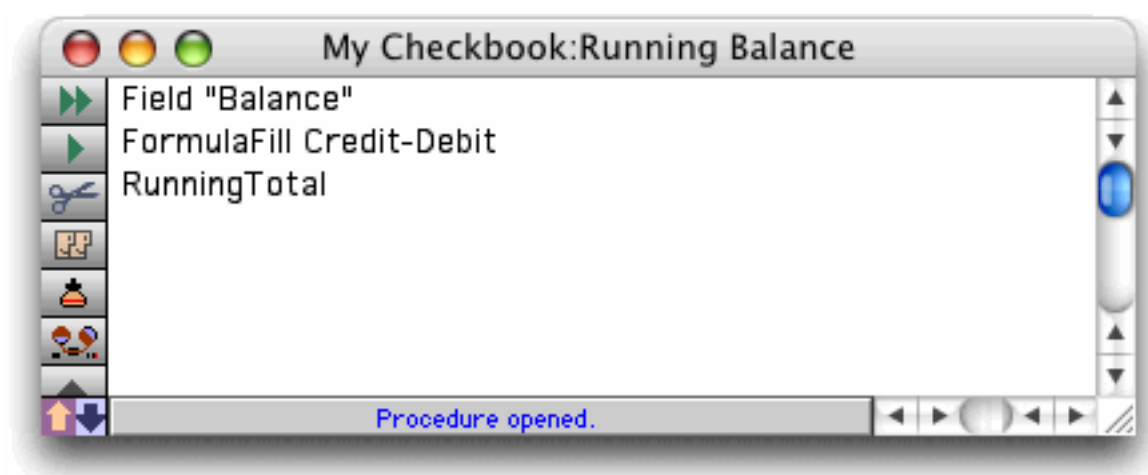 My Checkbook:Running Balance
Field "Balance"
FormulaFill Credit-Debit
RunningTotal
Procedure opened.